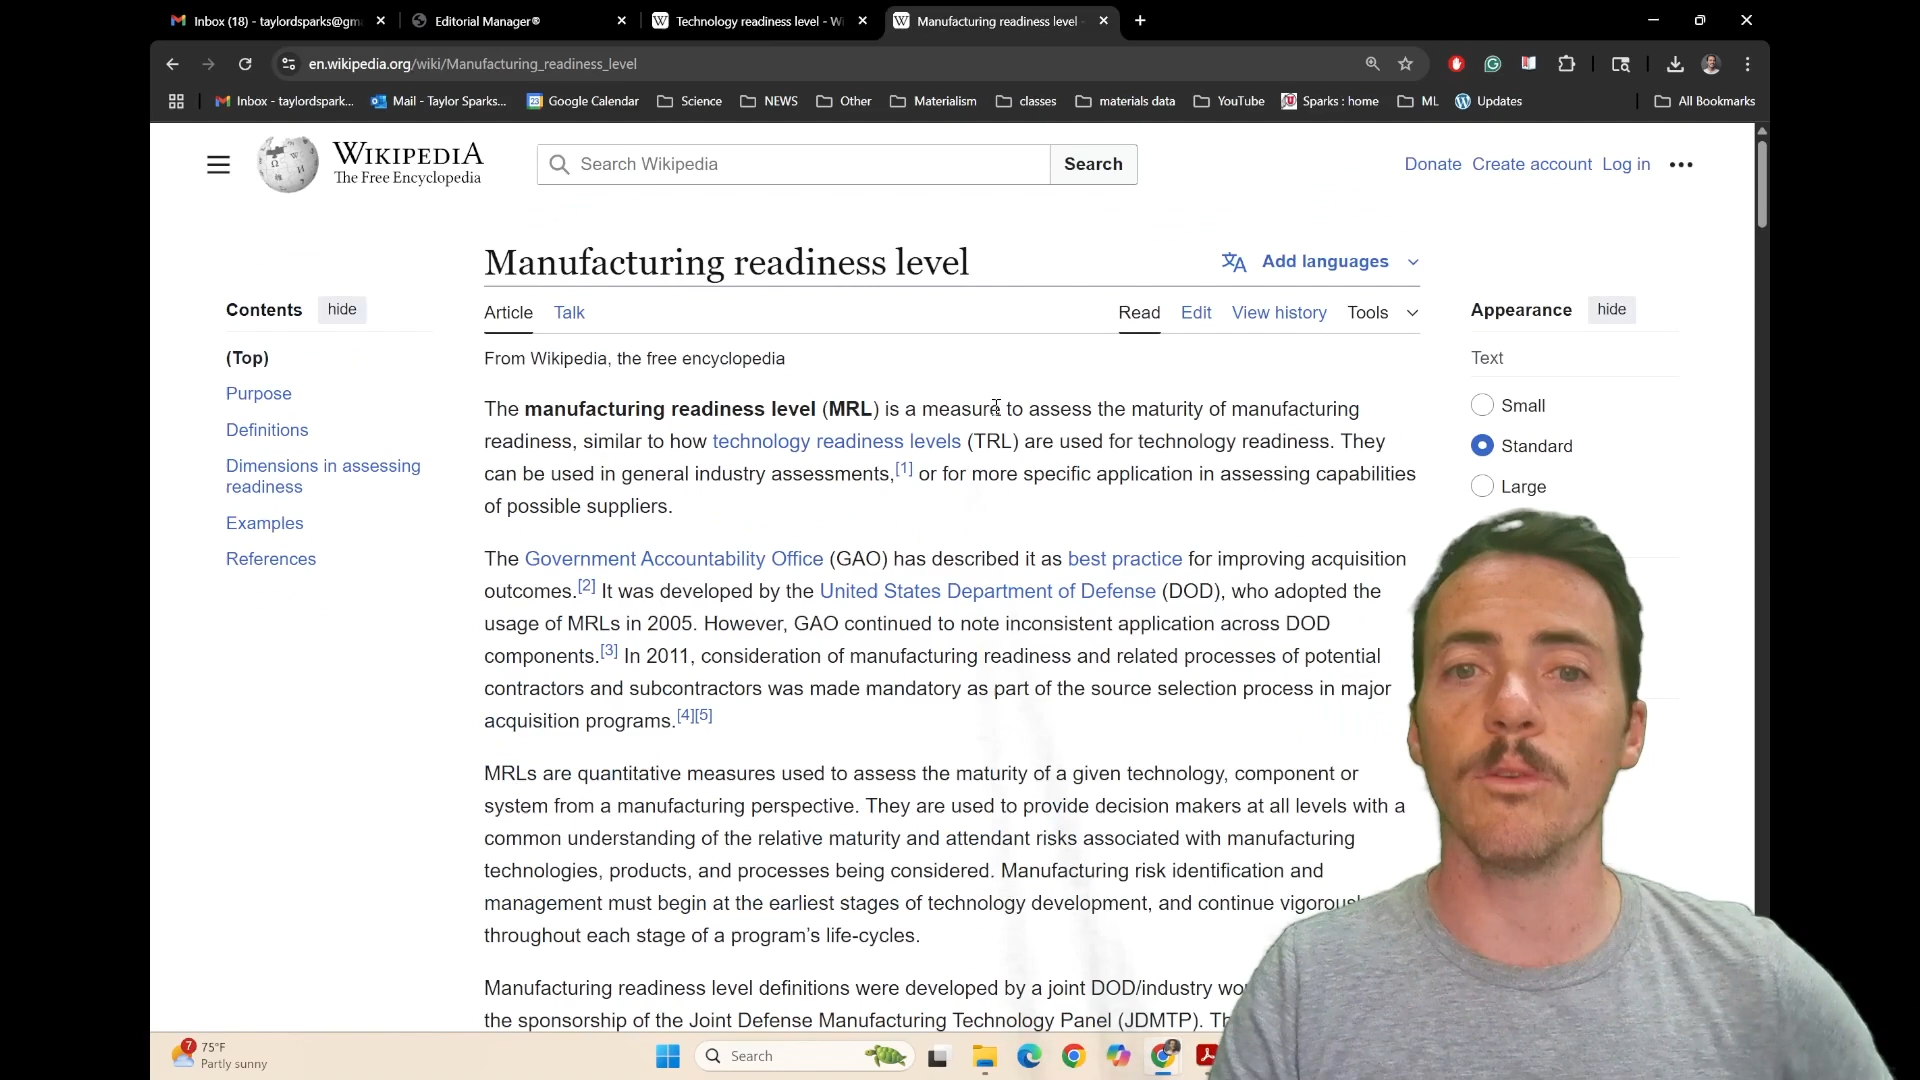 Inbox (18) - taylordsparks@gm
Editorial Manager®
Technology readiness level - Wi
Manufacturing readiness level
en.wikipedia.org/wiki/Manufacturing_readiness_level
Inbox - taylordspark...
Mail - Taylor Sparks...
Google Calendar
Science
NEWS
Other
Materialism
classes
materials data
YouTube
Sparks : home
ML
Updates
All Bookmarks
WIKIPEDIA
The Free Encyclopedia
Search Wikipedia
Search
Donate
Create account
Log in
Manufacturing readiness level
Add languages
Contents
hide
Article
Talk
Read
Edit
View history
Tools
Appearance
hide
(Top)
Purpose
Definitions
Dimensions in assessing
readiness
Examples
References
From Wikipedia, the free encyclopedia
The manufacturing readiness level (MRL) is a measure to assess the maturity of manufacturing
readiness, similar to how technology readiness levels (TRL) are used for technology readiness. They
can be used in general industry assessments,[1] or for more specific application in assessing capabilities
of possible suppliers.
The Government Accountability Office (GAO) has described it as best practice for improving acquisition
outcomes.[2] It was developed by the United States Department of Defense (DOD), who adopted the
usage of MRLs in 2005. However, GAO continued to note inconsistent application across DOD
components.[3] In 2011, consideration of manufacturing readiness and related processes of potential
contractors and subcontractors was made mandatory as part of the source selection process in major
acquisition programs.[4][5]
MRLs are quantitative measures used to assess the maturity of a given technology, component or
system from a manufacturing perspective. They are used to provide decision makers at all levels with a
common understanding of the relative maturity and attendant risks associated with manufacturing
technologies, products, and processes being considered. Manufacturing risk identification and
management must begin at the earliest stages of technology development, and continue vigorous
throughout each stage of a program's life-cycles.
Manufacturing readiness level definitions were developed by a joint DOD/industry wo
the sponsorship of the Joint Defense Manufacturing Technology Panel (JDMTP). Th
Text
Small
Standard
Large
7
75°F
Partly sunny
Search